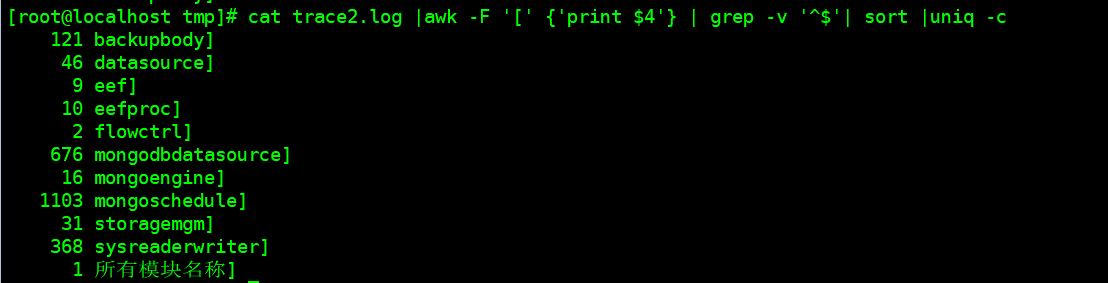 [root@localhost tmp]# cat trace2.log |awk -F '[' {'print $4'} | grep -v '^$'| sort |uniq -c
121 backupbody]
46 datasource]
9 eef]
10 eefproc]
2 flowctrl]
676 mongodbdatasource]
16 mongoengine]
1103 mongoschedule]
31 storagemgm]
368 sysreaderwriter]
1 所有模块名称]